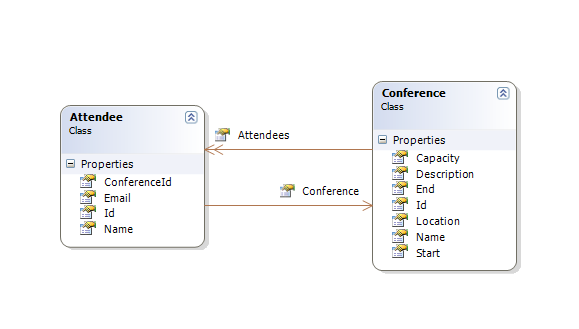 Attendee
Class
Properties
ConferenceId
Email
Id
Name
Attendees
Conference
Conference
Class
Properties
Capacity
Description
End
Id
Location
Name
Start